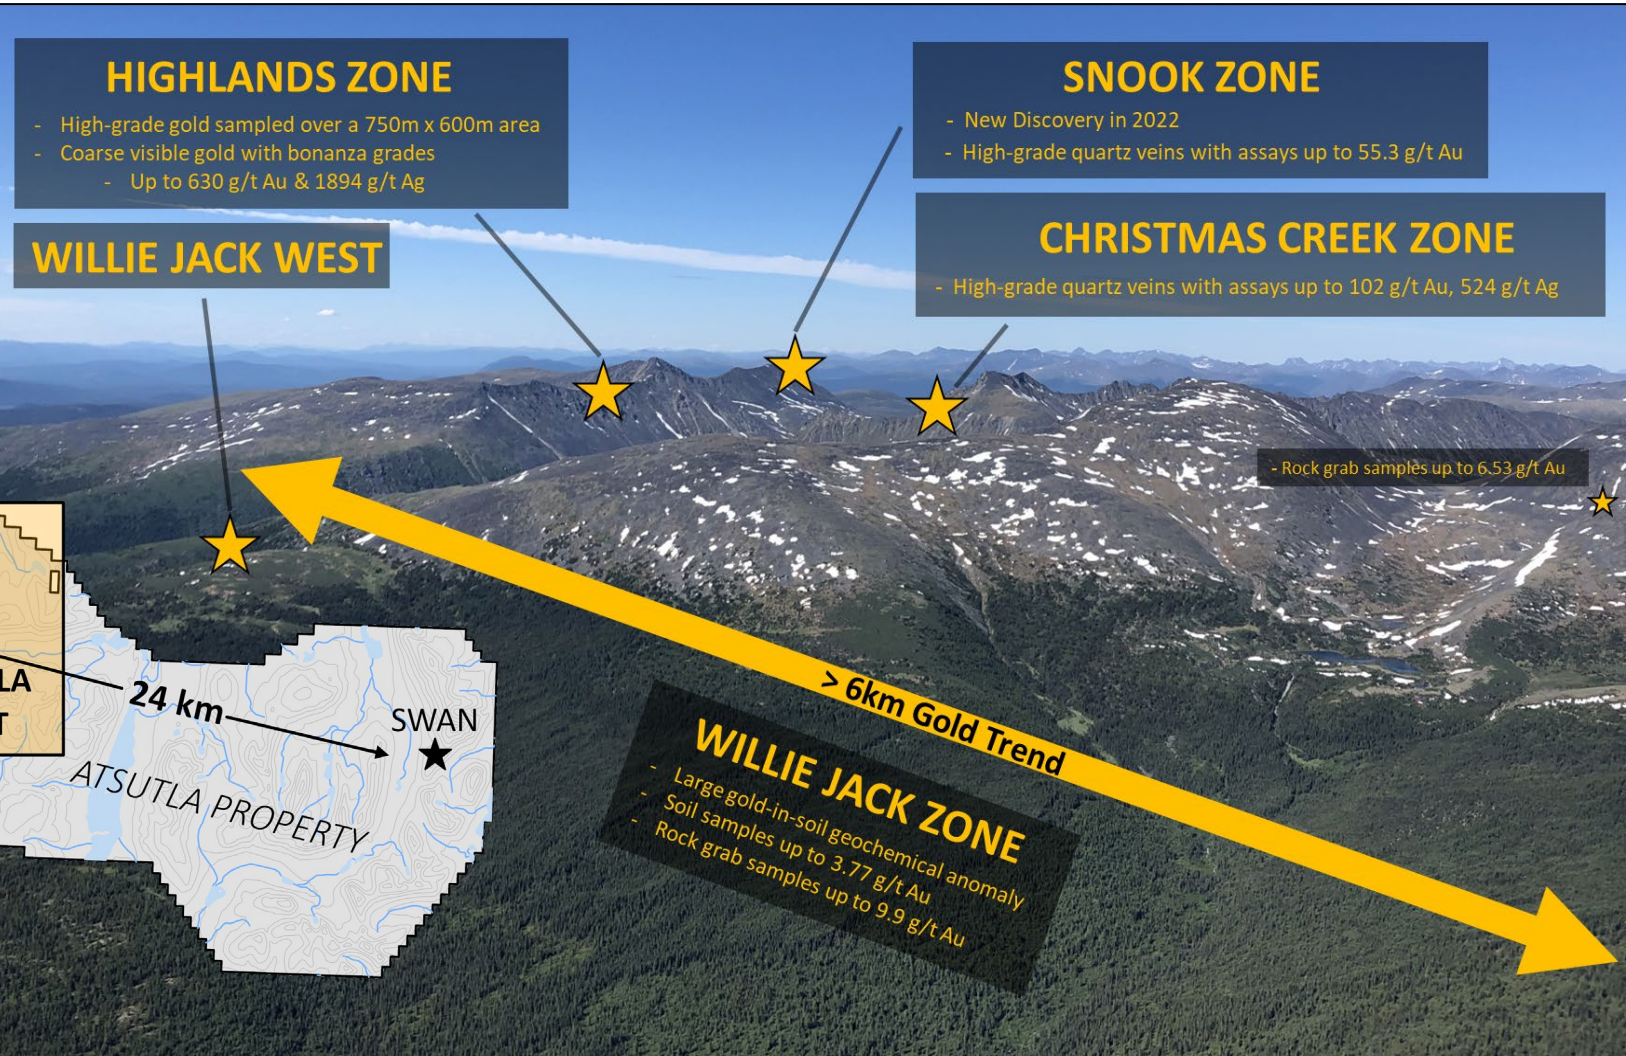 HIGHLANDS ZONE
- High-grade gold sampled over a 750m x 600m area
- Coarse visible gold with bonanza grades
- Up to 630 g/t Au & 1894 g/t Ag
WILLIE JACK WEST
SNOOK ZONE
- New Discovery in 2022
- High-grade quartz veins with assays up to 55.3 g/t Au
CHRISTMAS CREEK ZONE
- High-grade quartz veins with assays up to 102 g/t Au, 524 g/t Ag
- Rock grab samples up to 6.53 g/t Au
> 6km Gold Trend
WILLIE JACK ZONE
- Large gold-in-soil geochemical anomaly
- Soil samples up to 3.77 g/t Au
- Rock grab samples up to 9.9 g/t Au
LA
T
24 km
SWAN
ATSUTLA PROPERTY